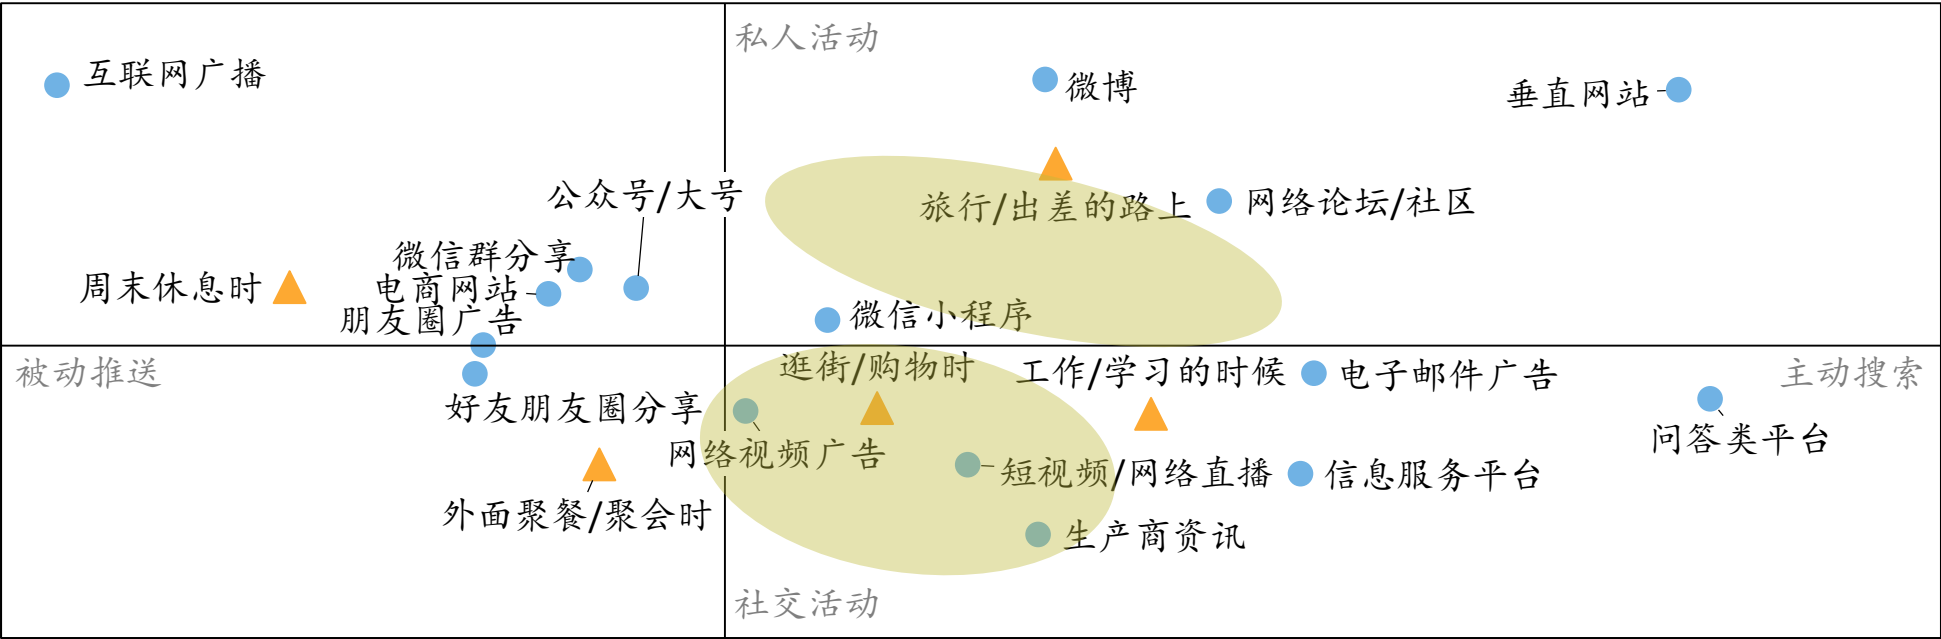 私人活动
互联网广播
微博
垂直网站
公众号/大号
旅行/出差的路上
网络论坛/社区
微信群分享
周末休息时
电商网站
朋友圈广告
微信小程序
被动推送
逛街/购物时
工作/学习的时候
电子邮件广告
主动搜索
好友朋友圈分享
网络视频广告
问答类平台
短视频/网络直播
信息服务平台
外面聚餐/聚会时
生产商资讯
社交活动